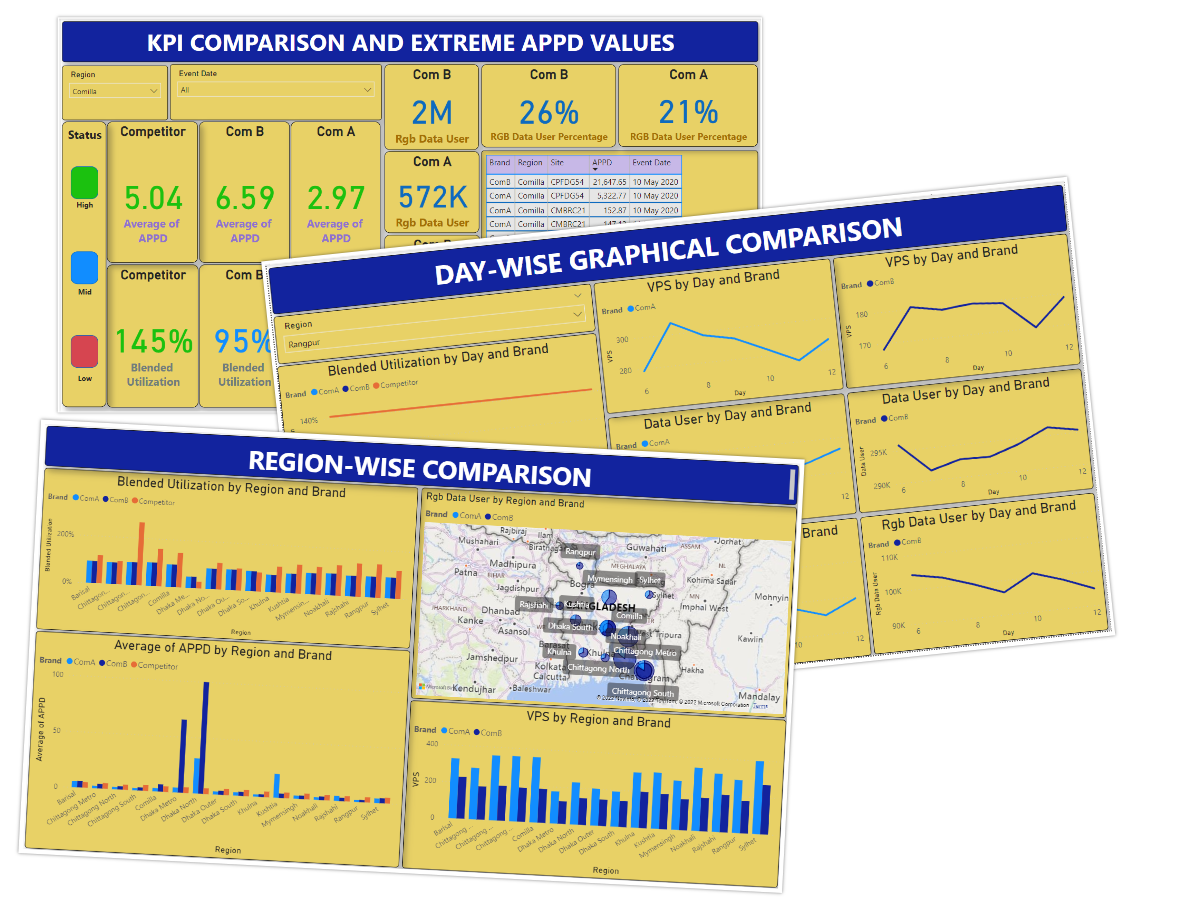 KPI COMPARISON AND EXTREME APPD VALUES
Region
Comilla
Event Date
All
Com B
2M
Rgb Data User
Com B
26%
RGB Data User Percentage
Com A
21%
RGB Data User Percentage
Status
High
Mid
Low
Competitor
5.04
Average of
APPD
Com B
6.59
Average of
APPD
Com A
2.97
Average of
APPD
Com A
572K
Rgb Data User
Brand Region Site APPD Event Date
ComB Comilla CPFDG54 21,647.65 10 May 2020
ComA Comilla CPFDG54 5,322.77 10 May 2020
ComB Comilla CMBRC21 152.87 10 May 2020
ComA Comilla CMBRC21
Competitor
145%
Blended
Utilization
Com B
95%
Blended
Utilization
DAY-WISE GRAPHICAL COMPARISON
Region
Rangpur
Blended Utilization by Day and Brand
Brand ComA ComB Competitor
140%
VPS by Day and Brand
Brand ComA
VPS
300
280
6 8 10 12
Day
VPS by Day and Brand
Brand ComB
VPS
180
170
6 8 10 12
Day
Data User by Day and Brand
Brand ComA
12
Data User by Day and Brand
Brand ComB
Data User
295K
290K
6 8 10 12
Day
12
Rgb Data User by Day and Brand
Brand ComB
Rgb Data User
110K
100K
90K
6 8 10 12
Day
REGION-WISE COMPARISON
Blended Utilization by Region and Brand
Brand ComA ComB Competitor
Blended Utilization
200%
0%
Barisal Chittagon... Chittagon... Chittagon... Comilla Dhaka Me... Dhaka No... Dhaka Ou... Dhaka So... Khulna Kushtia Mymensin... Noakhali Rajshahi Rangpur Sylhet
Region
Rgb Data User by Region and Brand
Brand ComA ComB
Rajbiraj Ilam Jorhat
Mushahari Biratnagar Rangpur Guwahati ASSAM
Patna Madhipura MEGHALAYA NL
BIHAR Jagdishpur Mymensingh Sylhet Kohima Sadar
JHARKHAND Dhanbad Rajshahi Kushtia Sylhet MN Mohnyin
Kanke Comilla Imphal West
Asansol Dhaka South Noakhali Tripura Kawlin
Jamshedpur Khulna Chittagong Metro
Kolkata Chittagong North Hakha
Calcutta
Kendujhar Baleshwar Chittagong South Mandalay
Average of APPD by Region and Brand
Brand ComA ComB Competitor
Average of APPD
100
50
0
Barisal Chittagong Metro Chittagong North Chittagong South Comilla Dhaka Metro Dhaka North Dhaka Outer Dhaka South Khulna Kushtia Mymensingh Noakhali Rajshahi Rangpur Sylhet
Region
VPS by Region and Brand
Brand ComA ComB
VPS
400
200
0
Barisal Chittagong ... Chittagong ... Chittagong ... Comilla Dhaka Metro Dhaka North Dhaka Outer Dhaka South Khulna Kushtia Mymensingh Noakhali Rajshahi Rangpur Sylhet
Region